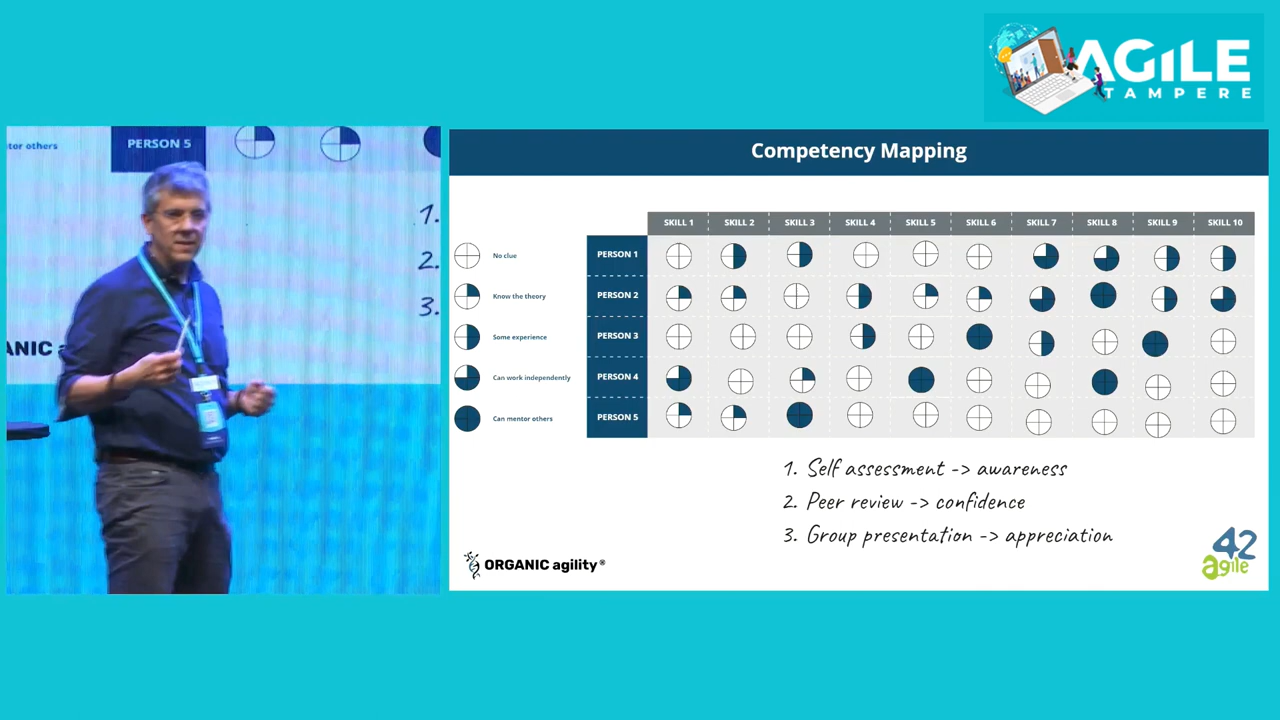 AGILE
TAMPERE
tor others
PERSON 5
1.
2.
3.
ANIC a
Competency Mapping
SKILL 1 SKILL 2 SKILL 3 SKILL 4 SKILL 5 SKILL 6 SKILL 7 SKILL 8 SKILL 9 SKILL 10
No clue PERSON 1
Know the theory PERSON 2
Some experience PERSON 3
Can work independently PERSON 4
Can mentor others PERSON 5
1. Self assessment -> awareness
2. Peer review -> confidence
3. Group presentation -> appreciation
ORGANIC agility®
42
agile